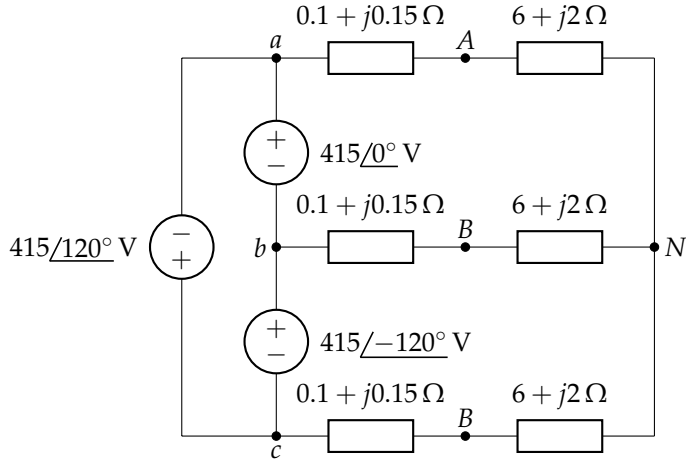 0.1 + j0.15 Ω
6 + j2 Ω
a
A
+
−
415/0° V
0.1 + j0.15 Ω
6 + j2 Ω
415/120° V
−
+
b
B
N
+
−
415/−120° V
0.1 + j0.15 Ω
6 + j2 Ω
c
B